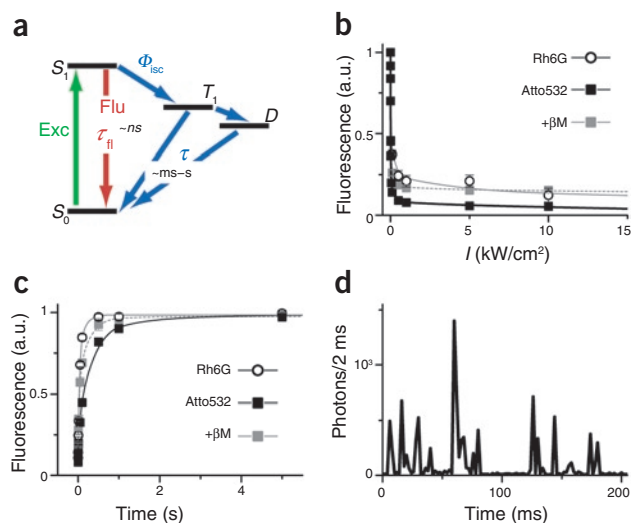 a
S1
Φisc
T1
D
Exc
Flu
τfl ~ns
τ
~ms–s
S0
b
Fluorescence (a.u.)
1
0.5
0
Rh6G
Atto532
+βM
0
5
10
15
I (kW/cm²)
c
Fluorescence (a.u.)
1
0.5
0
Rh6G
Atto532
+βM
0
2
4
Time (s)
d
Photons/2 ms
10³
0
0
100
200
Time (ms)